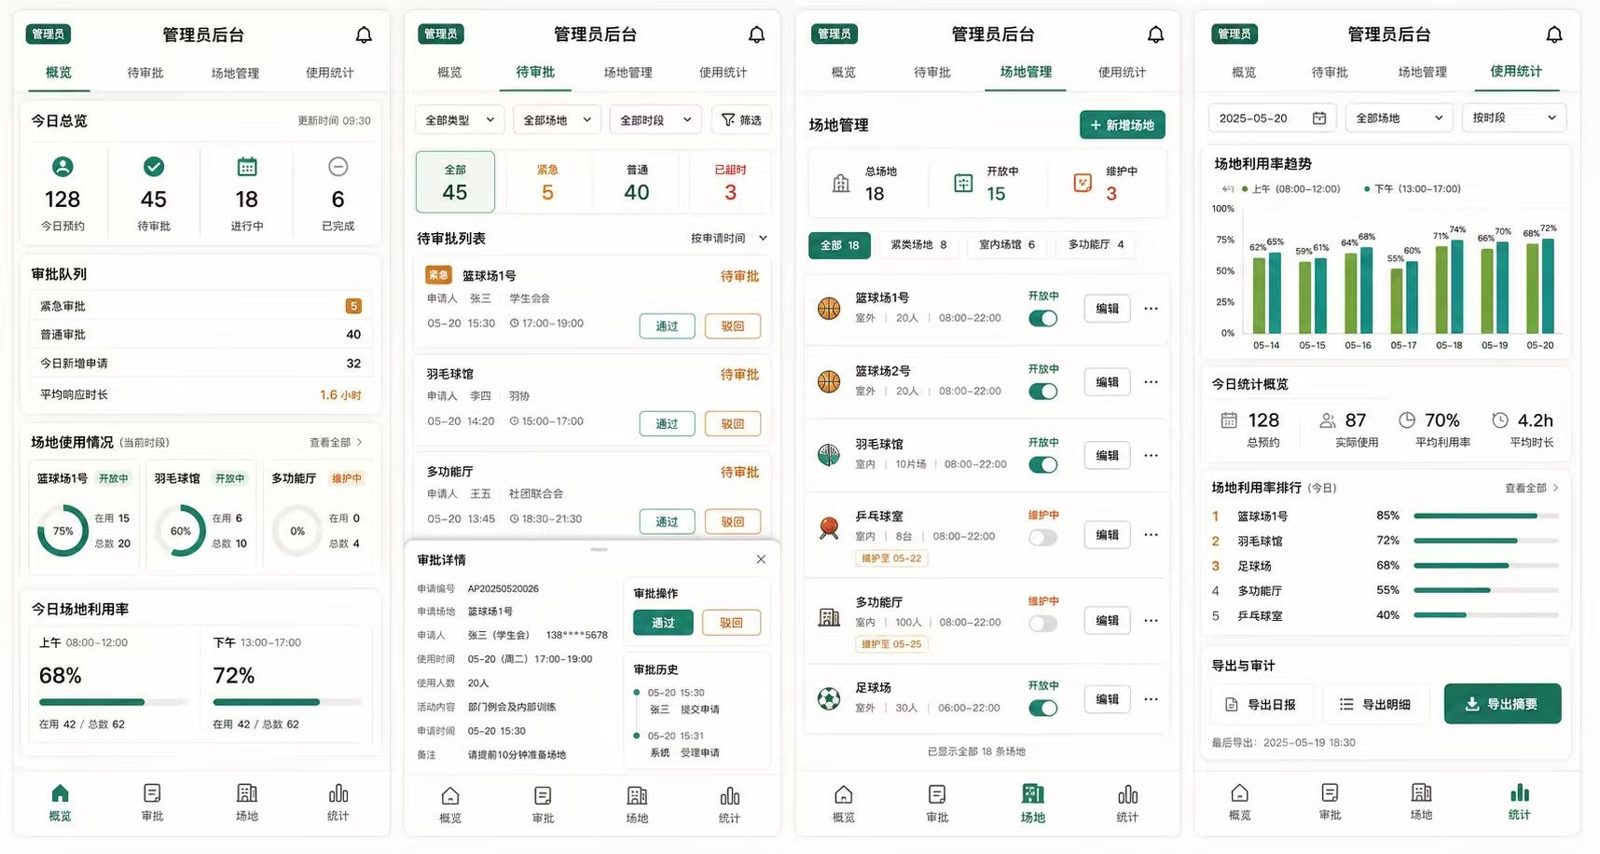 管理员
管理员后台
概览 待审批 场地管理 使用统计
今日总览 更新时间 09:30
128 45 18 6
今日预约 待审批 进行中 已完成
审批队列
紧急审批 5
普通审批 40
今日新增申请 32
平均响应时长 1.6 小时
场地使用情况 (当前时段) 查看全部 >
篮球场1号 开放中 羽毛球馆 开放中 多功能厅 维护中
75% 在用 15 总数 20
60% 在用 6 总数 10
0% 在用 0 总数 4
今日场地利用率
上午 08:00-12:00 下午 13:00-17:00
68% 72%
在用 42 / 总数 62 在用 42 / 总数 62
概览 审批 场地 统计
管理员
管理员后台
概览 待审批 场地管理 使用统计
全部类型 全部场地 全部时段 筛选
全部 紧急 普通 已超时
45 5 40 3
待审批列表 按申请时间
紧急 篮球场1号 待审批
申请人 张三 学生会会
05-20 15:30 17:00-19:00 通过 驳回
羽毛球馆 待审批
申请人 李四 羽协
05-20 14:20 15:00-17:00 通过 驳回
多功能厅 待审批
申请人 王五 社团联合会
05-20 13:45 18:30-21:30 通过 驳回
审批详情
申请编号 AP20250520026
申请场地 篮球场1号
申请人 张三（学生会） 138****5678
使用时间 05-20（周二）17:00-19:00
使用人数 20人
活动内容 部门例会及内部训练
申请时间 05-20 15:30
备注 请提前10分钟准备场地
审批操作
通过 驳回
审批历史
05-20 15:30
张三 提交申请
05-20 15:31
系统 受理申请
概览 审批 场地 统计
管理员
管理员后台
概览 待审批 场地管理 使用统计
场地管理 + 新增场地
总场地 18 开放中 15 维护中 3
全部 18 紧类场地 8 室内场馆 6 多功能厅 4
篮球场1号 开放中
室外 | 20人 | 08:00-22:00 编辑 ···
篮球场2号 开放中
室外 | 20人 | 08:00-22:00 编辑 ···
羽毛球馆 开放中
室内 | 10片场 | 08:00-22:00 编辑 ···
乒乓球室 维护中
室内 | 8台 | 08:00-22:00 编辑 ···
维护至 05-22
多功能厅 维护中
室内 | 100人 | 08:00-22:00 编辑 ···
维护至 05-25
足球场 开放中
室外 | 30人 | 06:00-22:00 编辑 ···
已显示全部 18 条场地
概览 审批 场地 统计
管理员
管理员后台
概览 待审批 场地管理 使用统计
2025-05-20 全部场地 按时段
场地利用率趋势
上午 (08:00-12:00) 下午 (13:00-17:00)
100%
75%
50%
25%
0%
62% 65% 59% 61% 64% 68% 55% 60% 71% 74% 66% 70% 68% 72%
05-14 05-15 05-16 05-17 05-18 05-19 05-20
今日统计概览
128 87 70% 4.2h
总预约 实际使用 平均利用率 平均时长
场地利用率排行 (今日) 查看全部 >
1 篮球场1号 85%
2 羽毛球馆 72%
3 足球场 68%
4 多功能厅 55%
5 乒乓球室 40%
导出与审计
导出日报 导出明细 导出摘要
最后导出: 2025-05-19 18:30
概览 审批 场地 统计